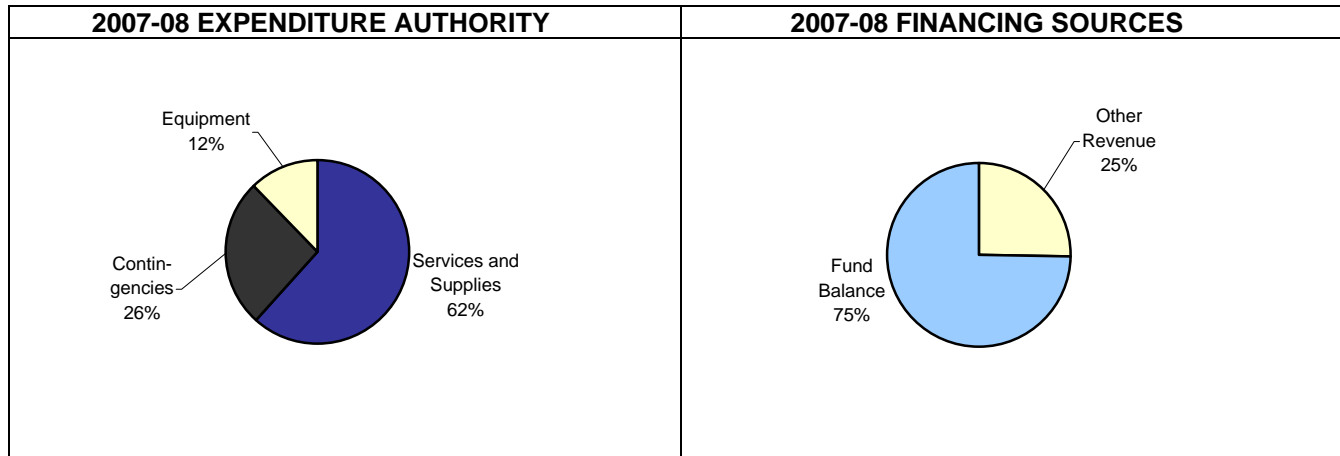 2007-08 EXPENDITURE AUTHORITY
Equipment
12%
Contin-
gencies
26%
Services and
Supplies
62%
2007-08 FINANCING SOURCES
Other
Revenue
25%
Fund
Balance
75%